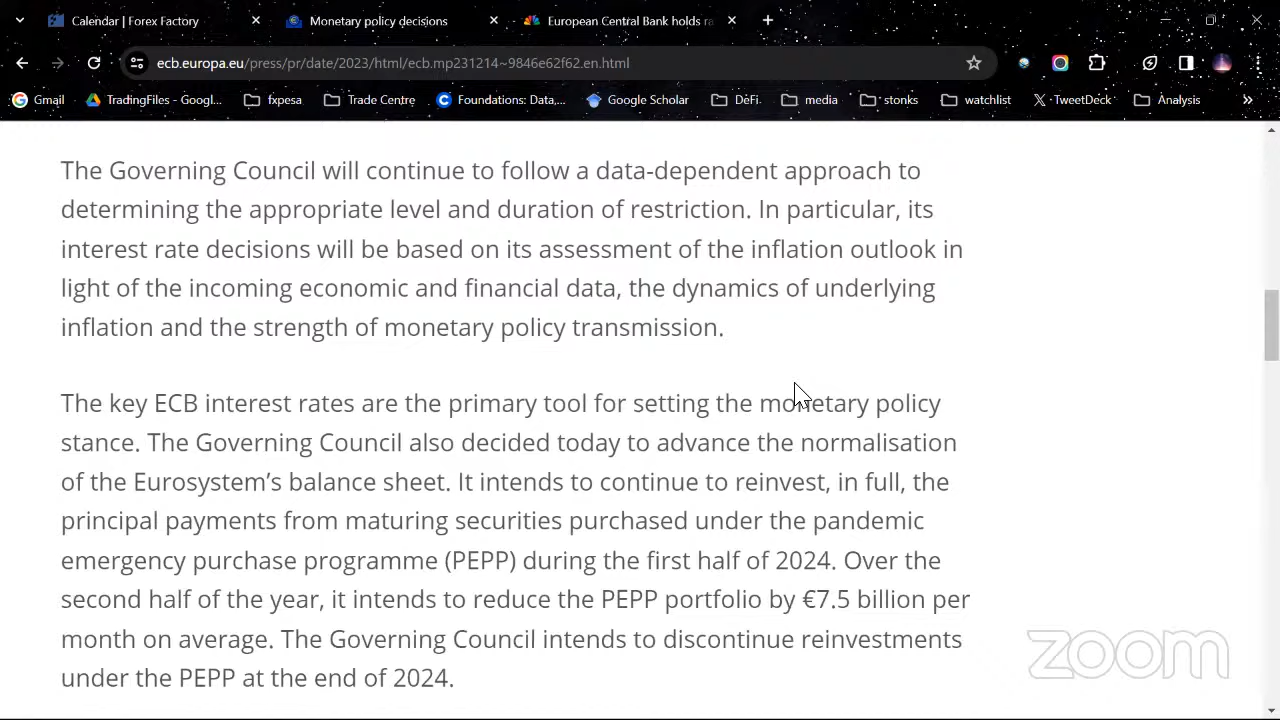 Calendar | Forex Factory
Monetary policy decisions
European Central Bank holds ra
ecb.europa.eu/press/pr/date/2023/html/ecb.mp231214~9846e62f62.en.html
Gmail
TradingFiles - Googl...
fxpesa
Trade Centre
Foundations: Data,...
Google Scholar
DeFi
media
stonks
watchlist
TweetDeck
Analysis
The Governing Council will continue to follow a data-dependent approach to
determining the appropriate level and duration of restriction. In particular, its
interest rate decisions will be based on its assessment of the inflation outlook in
light of the incoming economic and financial data, the dynamics of underlying
inflation and the strength of monetary policy transmission.
The key ECB interest rates are the primary tool for setting the monetary policy
stance. The Governing Council also decided today to advance the normalisation
of the Eurosystem’s balance sheet. It intends to continue to reinvest, in full, the
principal payments from maturing securities purchased under the pandemic
emergency purchase programme (PEPP) during the first half of 2024. Over the
second half of the year, it intends to reduce the PEPP portfolio by €7.5 billion per
month on average. The Governing Council intends to discontinue reinvestments
under the PEPP at the end of 2024.
zoom